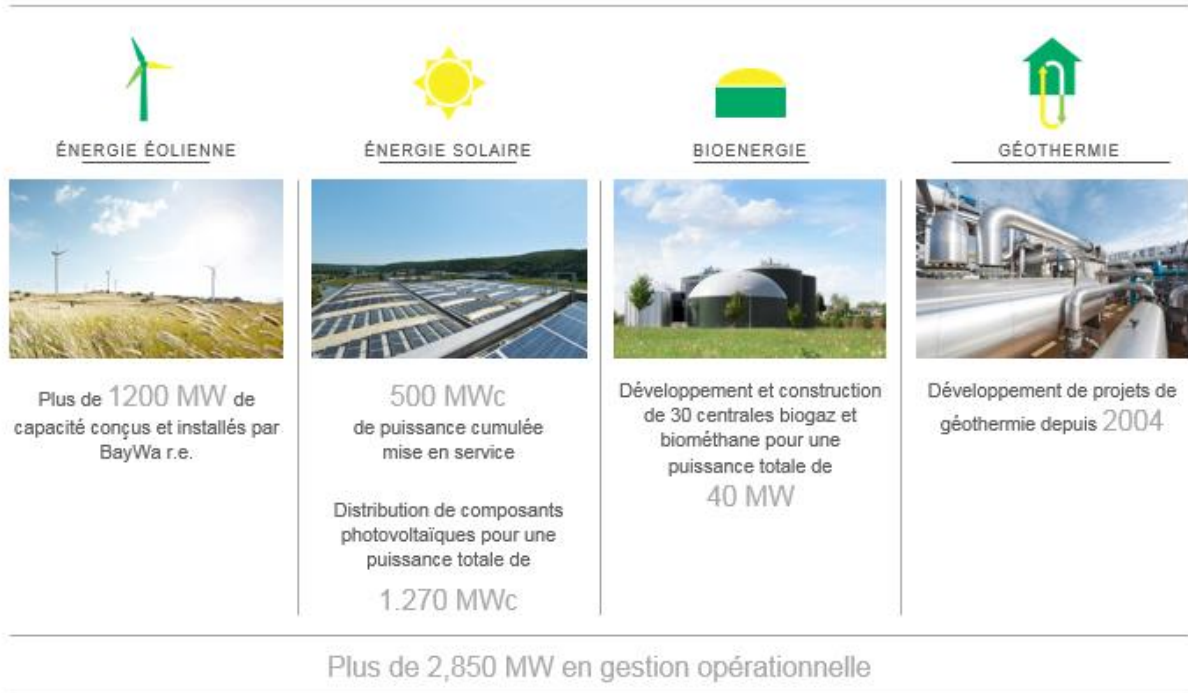 ÉNERGIE ÉOLIENNE
Plus de 1200 MW de
capacité conçus et installés par
BayWa r.e.
ÉNERGIE SOLAIRE
500 MWc
de puissance cumulée
mise en service
Distribution de composants
photovoltaïques pour une
puissance totale de
1.270 MWc
BIOENERGIE
Développement et construction
de 30 centrales biogaz et
biométhane pour une
puissance totale de
40 MW
GÉOTHERMIE
Développement de projets de
géothermie depuis 2004
Plus de 2,850 MW en gestion opérationnelle